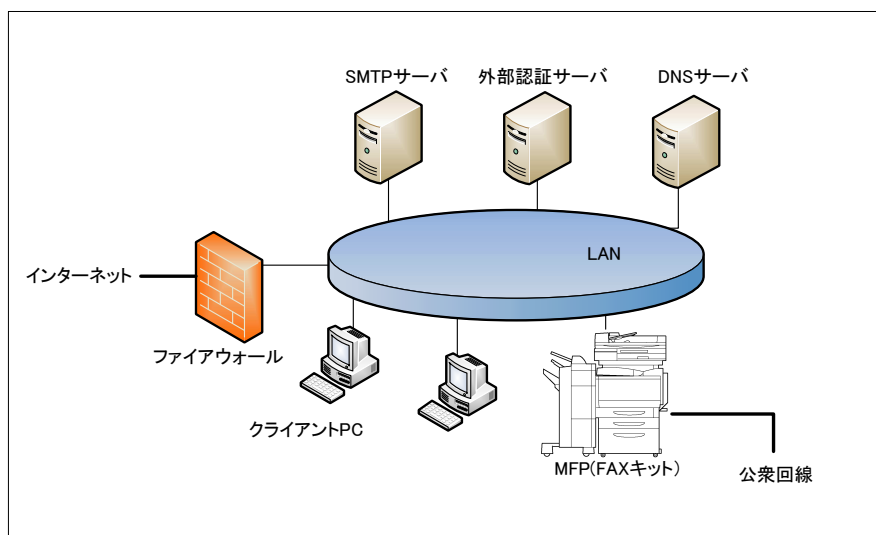 SMTPサーバ
外部認証サーバ
DNSサーバ
LAN
インターネット
ファイアウォール
クライアントPC
MFP(FAXキット)
公衆回線